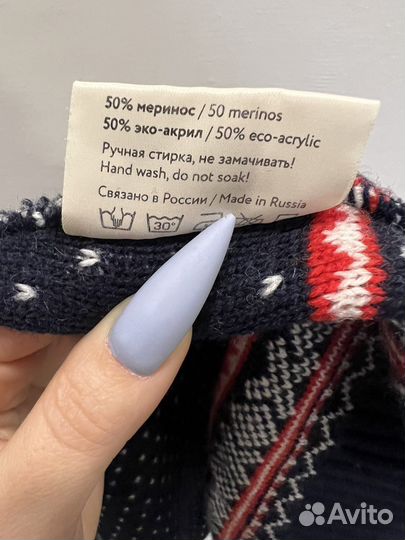 50% меринос / 50 merinos
50% эко-акрил / 50% eco-acrylic
Ручная стирка, не замачивать!
Hand wash, do not soak!
Связано в России / Made in Russia
30°
Avito